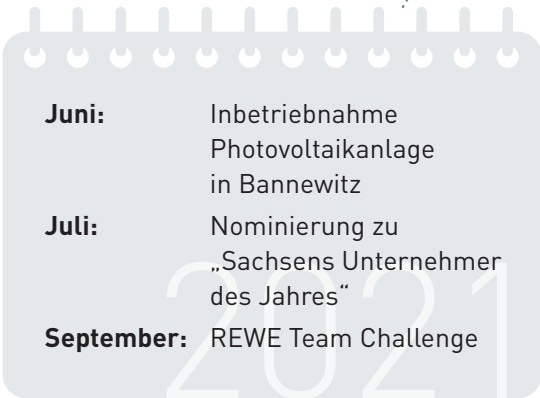 Juni: Inbetriebnahme
Photovoltaikanlage
in Bannewitz
Juli: Nominierung zu
„Sachsens Unternehmer
des Jahres“
September: REWE Team Challenge
2021